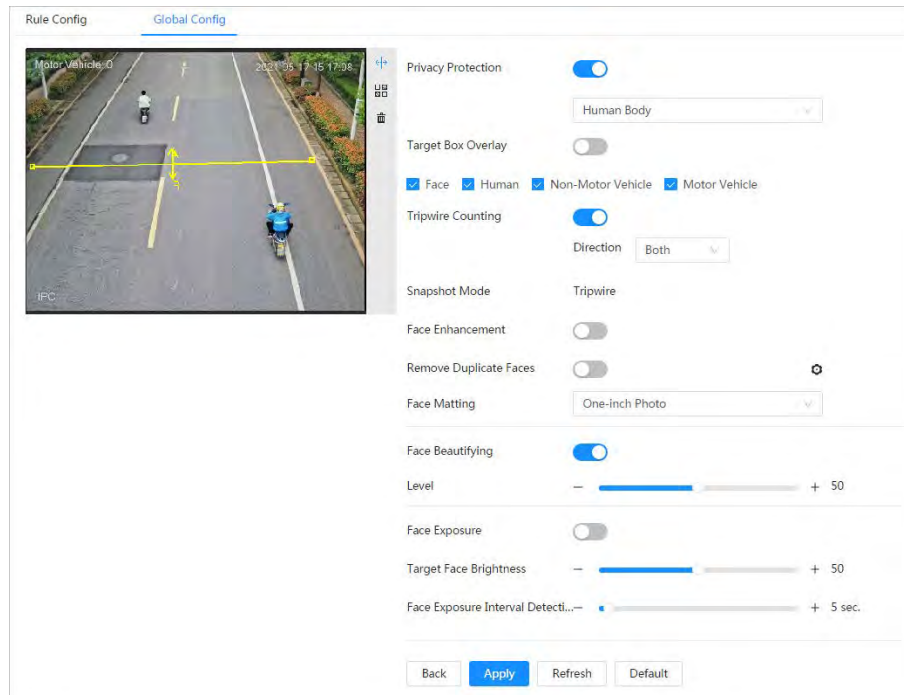 Rule Config Global Config
Motor Vehicle: 0 2021-05-17 15:17:08
IPC
Privacy Protection
Human Body
Target Box Overlay
Face Human Non-Motor Vehicle Motor Vehicle
Tripwire Counting
Direction Both
Snapshot Mode Tripwire
Face Enhancement
Remove Duplicate Faces
Face Matting One-inch Photo
Face Beautifying
Level − + 50
Face Exposure
Target Face Brightness − + 50
Face Exposure Interval Detecti...− + 5 sec.
Back Apply Refresh Default